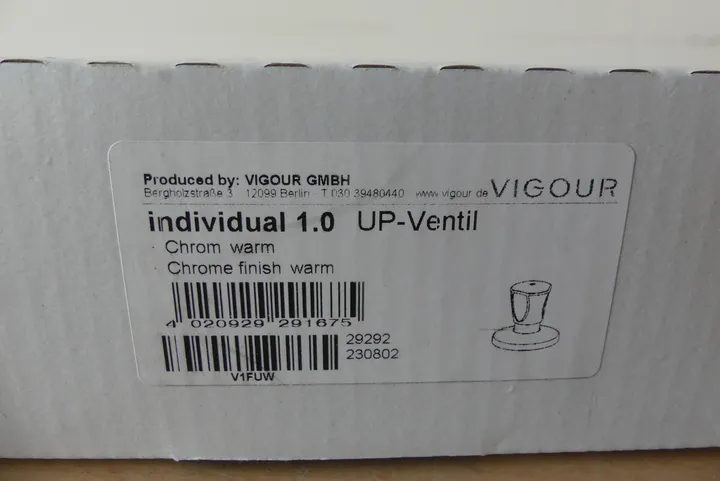 Produced by: VIGOUR GMBH
Bergholzstraße 3 12099 Berlin T 030 39480440 www.vigour.de VIGOUR
individual 1.0 UP-Ventil
· Chrom warm
· Chrome finish warm
4 020929 291675
29292
230802
V1FUW